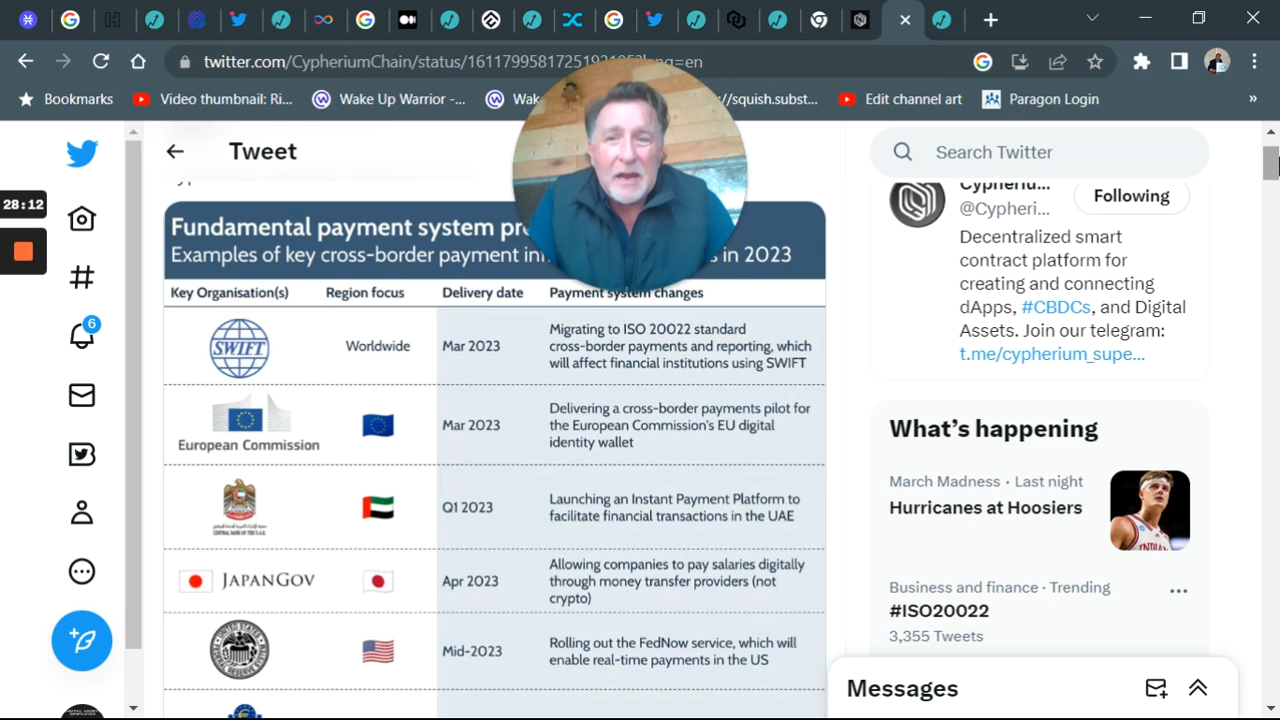 twitter.com/CypheriumChain/status/16117995817251921
?lang=en
Bookmarks
Video thumbnail: Ri...
Wake Up Warrior -...
//squish.subst...
Edit channel art
Paragon Login
»
28:12
6
Tweet
Fundamental payment system
Examples of key cross-border payment
in 2023
Key Organisation(s) Region focus Delivery date Payment system changes
SWIFT
Worldwide
Mar 2023
Migrating to ISO 20022 standard
cross-border payments and reporting, which
will affect financial institutions using SWIFT
European Commission
Mar 2023
Delivering a cross-border payments pilot for
the European Commission's EU digital
identity wallet
Q1 2023
Launching an Instant Payment Platform to
facilitate financial transactions in the UAE
JAPANGOV
Apr 2023
Allowing companies to pay salaries digitally
through money transfer providers (not
crypto)
Mid-2023
Rolling out the FedNow service, which will
enable real-time payments in the US
Search Twitter
Cypheriu...
@Cypheri...
Following
Decentralized smart
contract platform for
creating and connecting
dApps, #CBDCs, and Digital
Assets. Join our telegram:
t.me/cypherium_supe...
What's happening
March Madness · Last night
Hurricanes at Hoosiers
Business and finance · Trending
#ISO20022
3,355 Tweets
Messages